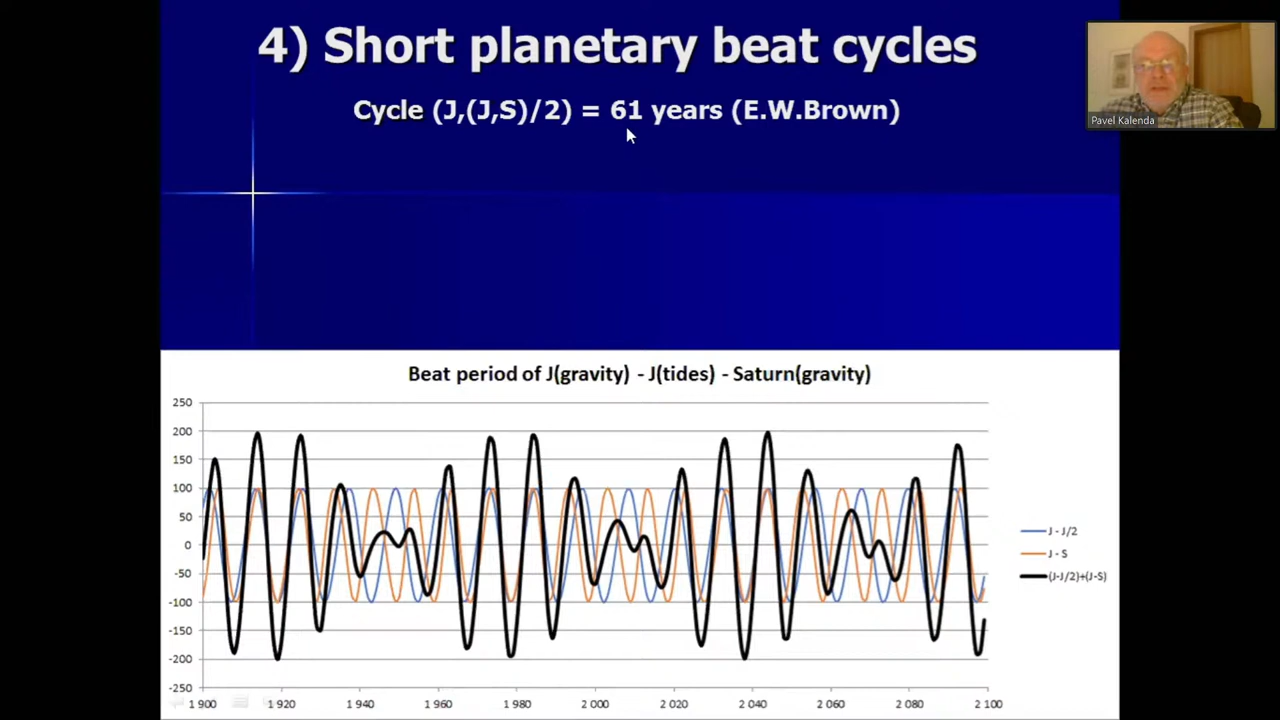 4) Short planetary beat cycles
Cycle (J,(J,S)/2) = 61 years (E.W.Brown)
Pavel Kalenda
Beat period of J(gravity) - J(tides) - Saturn(gravity)
250
200
150
100
50
0
-50
-100
-150
-200
-250
1 900 1 920 1 940 1 960 1 980 2 000 2 020 2 040 2 060 2 080 2 100
J - J/2
J - S
(J-J/2)+(J-S)